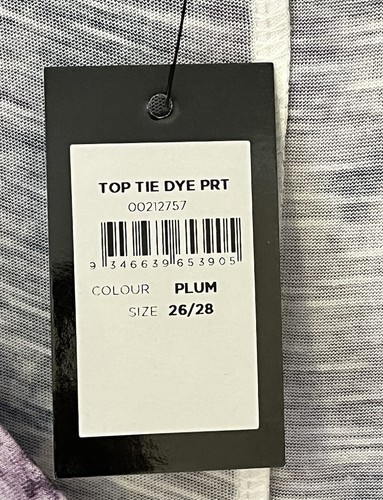 TOP TIE DYE PRT
00212757
9 346639 653905
COLOUR PLUM
SIZE 26/28